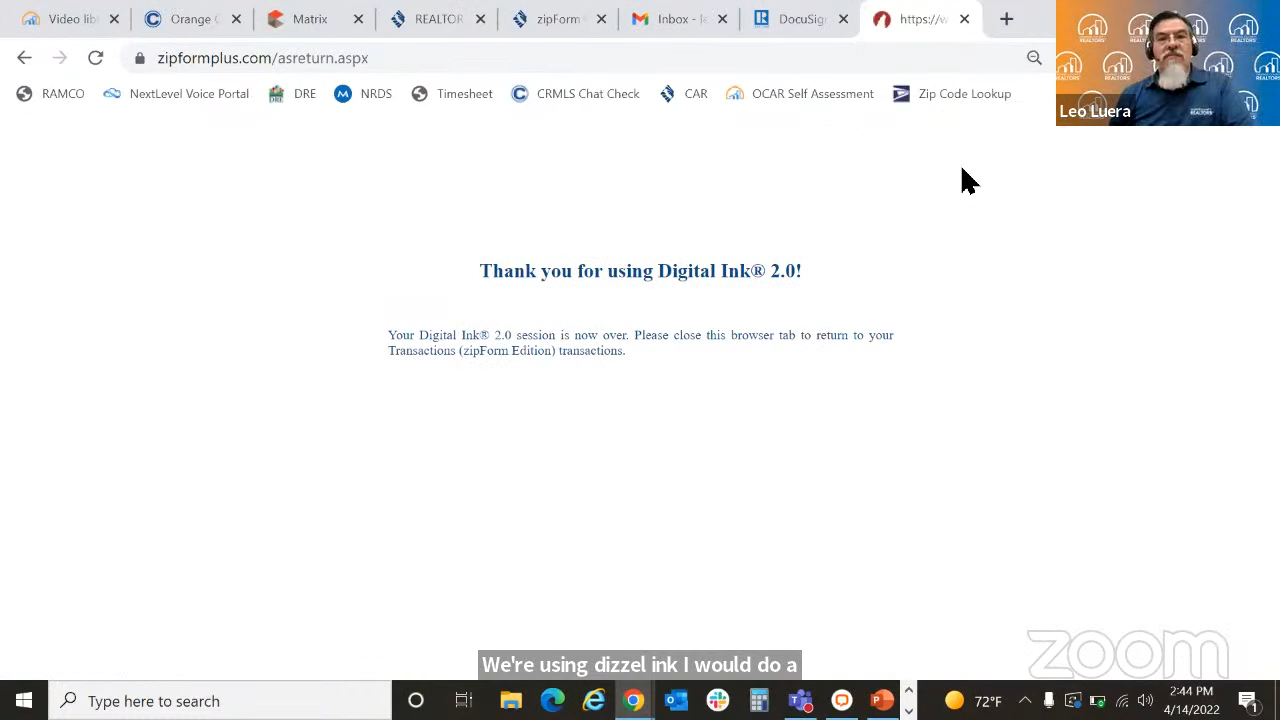 Video lib
Orange C
Matrix
REALTOR
zipForm
Inbox - le
DocuSig
https://w
zipformplus.com/asreturn.aspx
RAMCO
NextLevel Voice Portal
DRE
NRDS
Timesheet
CRMLS Chat Check
CAR
OCAR Self Assessment
Zip Code Lookup
Leo Luera
Thank you for using Digital Ink® 2.0!
Your Digital Ink® 2.0 session is now over. Please close this browser tab to return to your
Transactions (zipForm Edition) transactions.
zoom
We're using dizzel ink I would do a
Type here to search
72°F
2:44 PM
4/14/2022
1